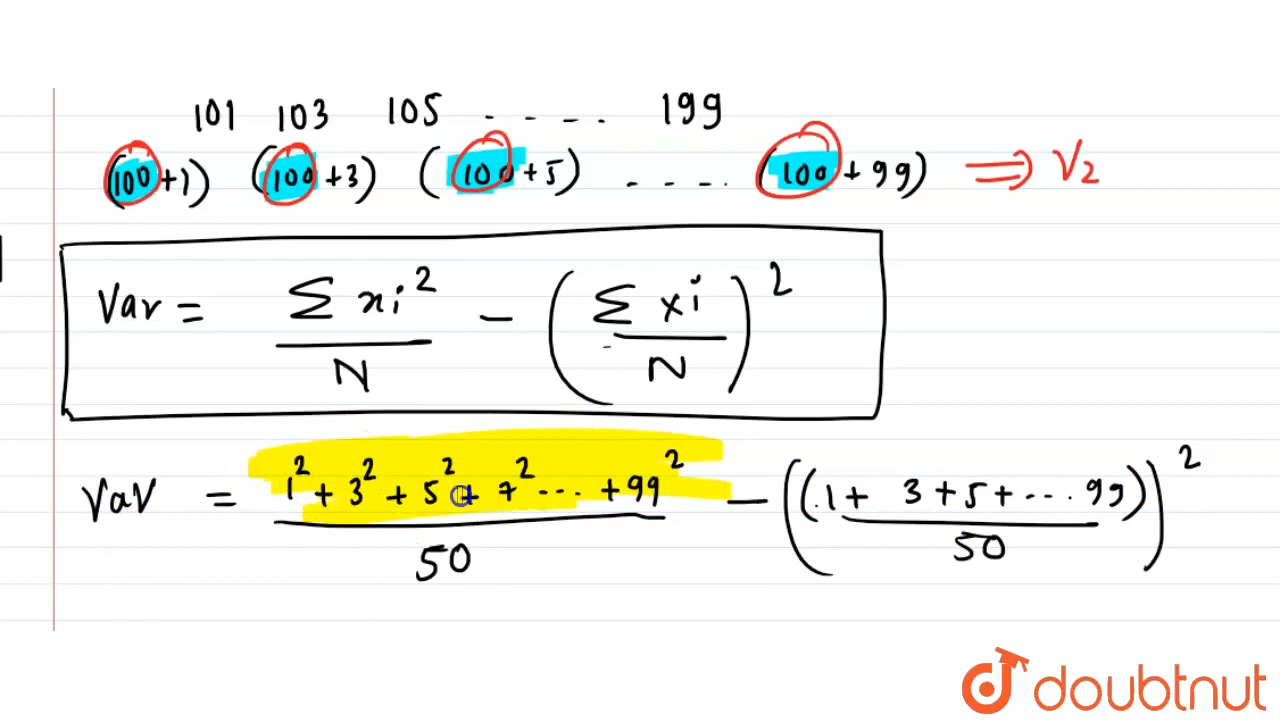 101 103 105 - - - . 199
(100+1) (100+3) (100+5) - - - . (100+99) ⟹ V2
Var = Σ xi² / N - (Σ xi / N)²
Var = 1² + 3² + 5² + 7² ... + 99² / 50 - ((1 + 3 + 5 + ... 99) / 50)²
doubtnut